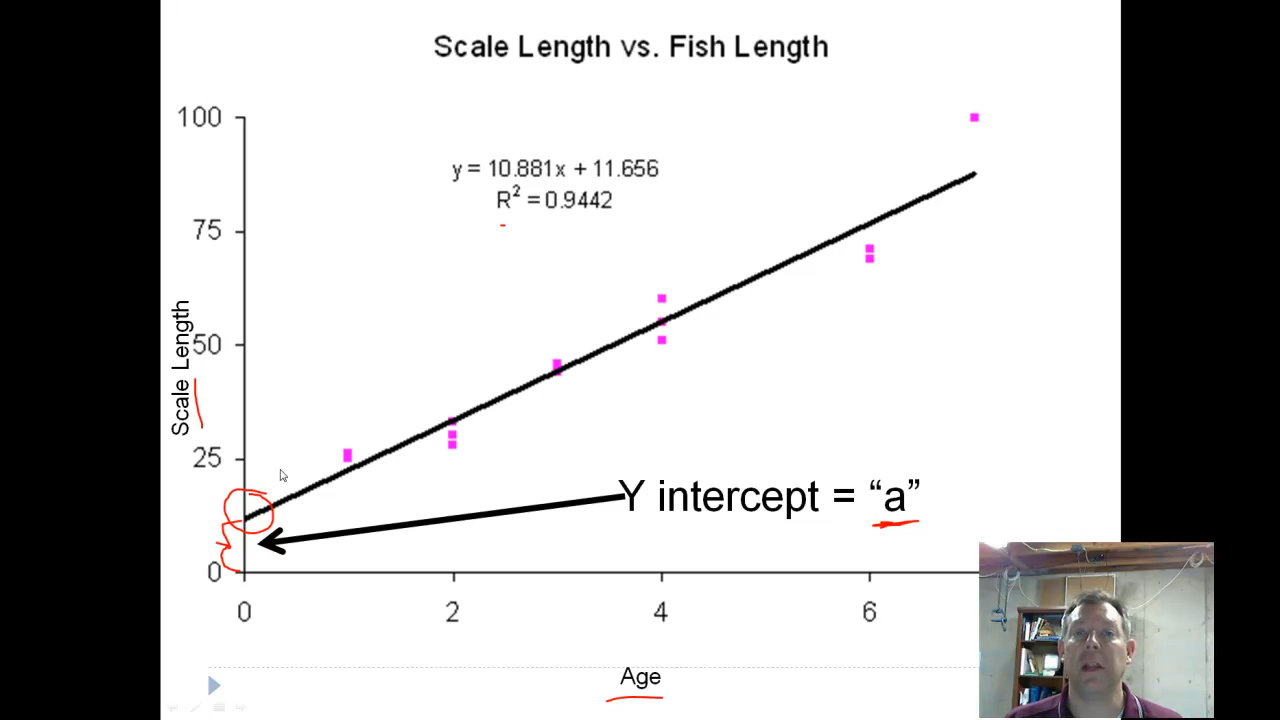 Scale Length vs. Fish Length
100
y = 10.881x + 11.656
R² = 0.9442
75
Scale Length
50
25
Y intercept = “a”
0
0 2 4 6
Age